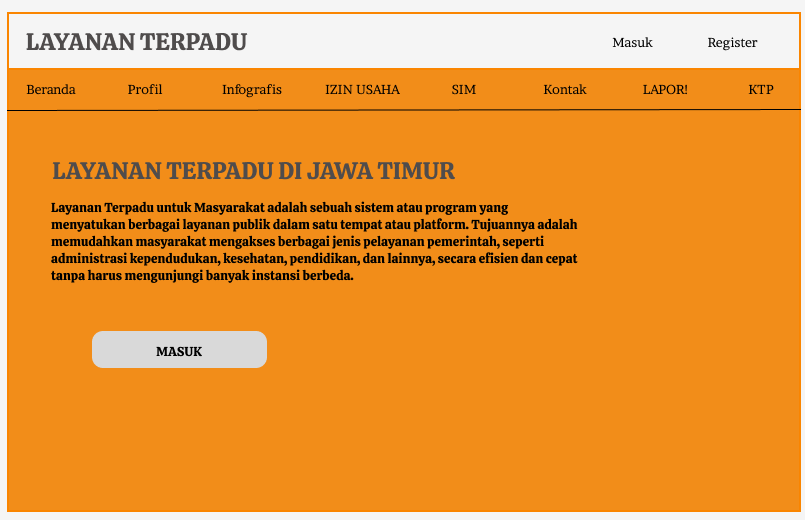 LAYANAN TERPADU
Masuk
Register
Beranda
Profil
Infografis
IZIN USAHA
SIM
Kontak
LAPOR!
KTP
LAYANAN TERPADU DI JAWA TIMUR
Layanan Terpadu untuk Masyarakat adalah sebuah sistem atau program yang
menyatukan berbagai layanan publik dalam satu tempat atau platform. Tujuannya adalah
memudahkan masyarakat mengakses berbagai jenis pelayanan pemerintah, seperti
administrasi kependudukan, kesehatan, pendidikan, dan lainnya, secara efisien dan cepat
tanpa harus mengunjungi banyak instansi berbeda.
MASUK